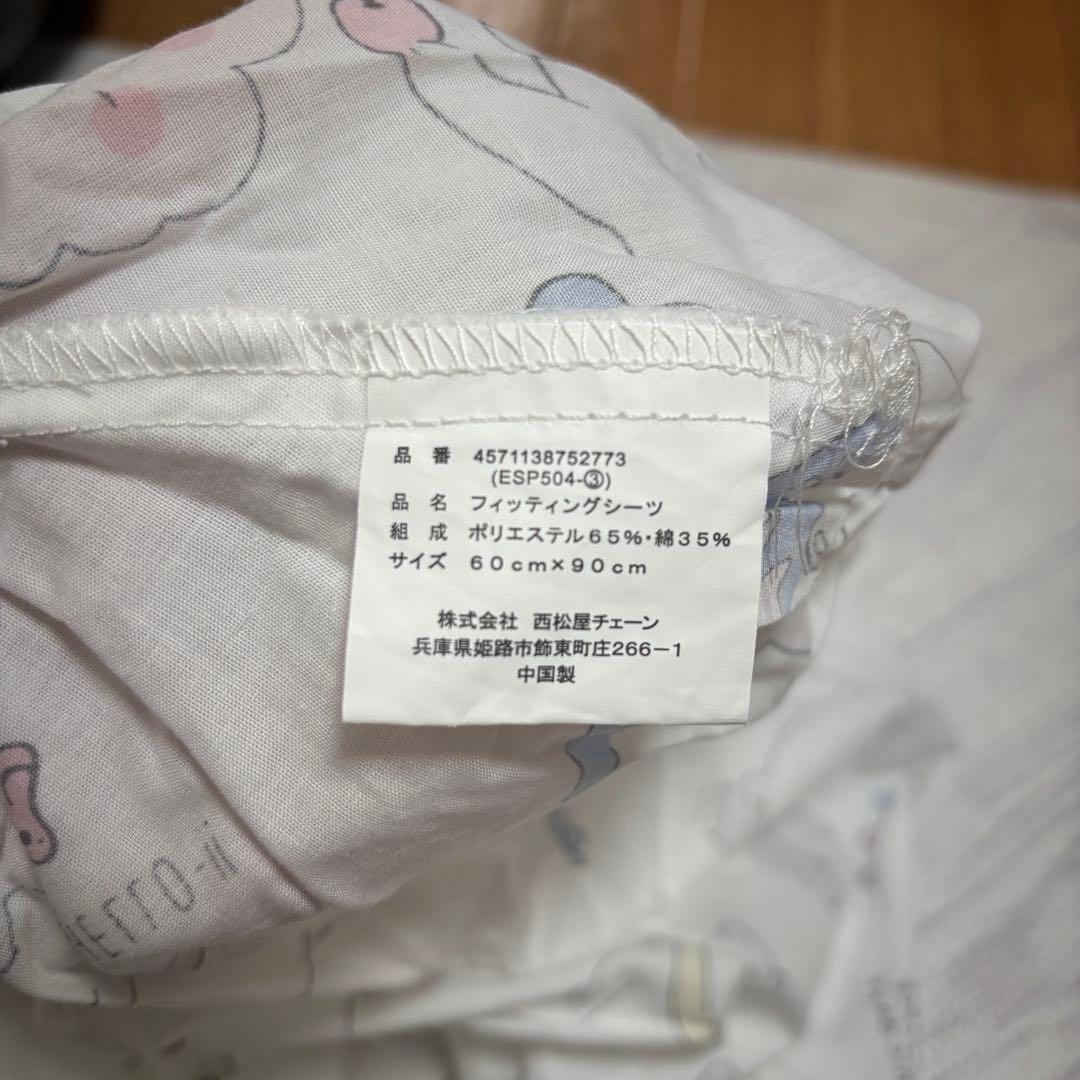 品番 4571138752773
(ESP504-③)
品名 フィッティングシーツ
組成 ポリエステル65%・綿35%
サイズ 60cm×90cm
株式会社 西松屋チェーン
兵庫県姫路市飾東町庄266-1
中国製